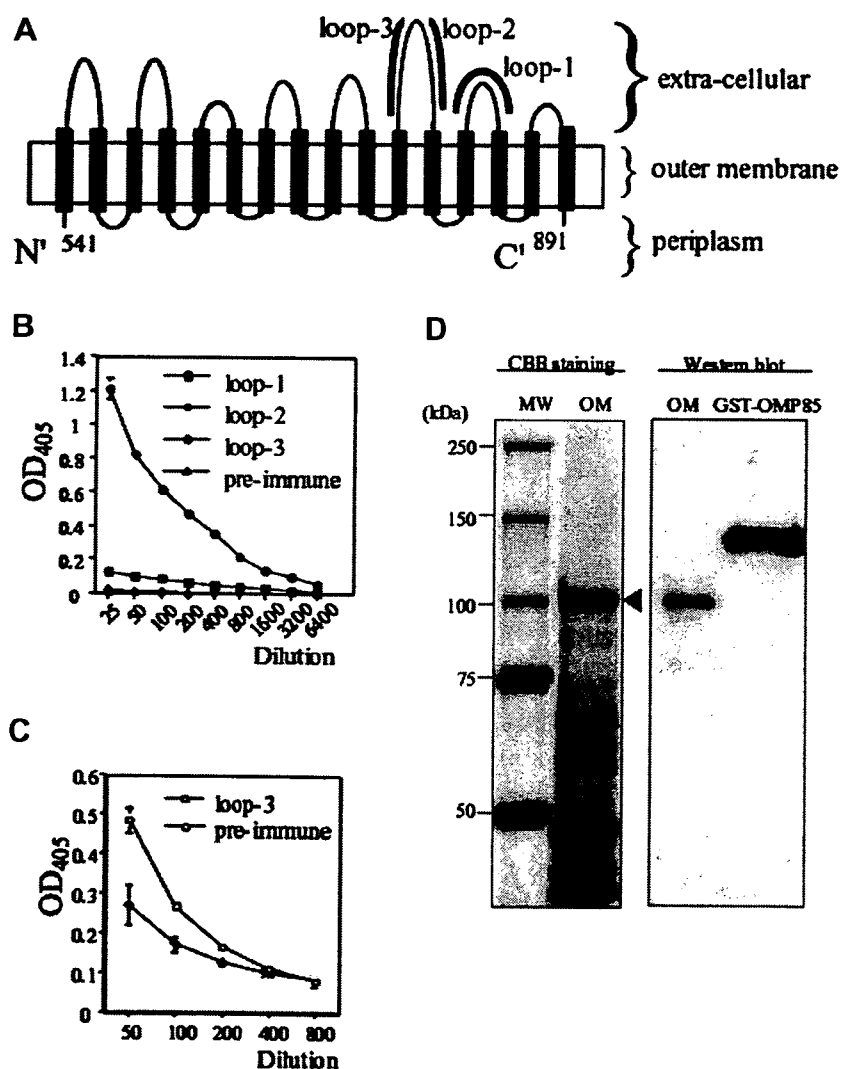 A
loop-3 loop-2
loop-1
extra-cellular
outer membrane
periplasm
N' 541
C' 891
B
1.4
1.2
1
0.8
0.6
0.4
0.2
0
OD405
loop-1
loop-2
loop-3
pre-immune
25 50 100 200 400 800 1600 3200 6400
Dilution
C
0.6
0.5
0.4
0.3
0.2
0.1
0
OD405
loop-3
pre-immune
50 100 200 400 800
Dilution
D
CBB staining Western blot
(kDa) MW OM OM GST-OMP85
250
150
100
75
50